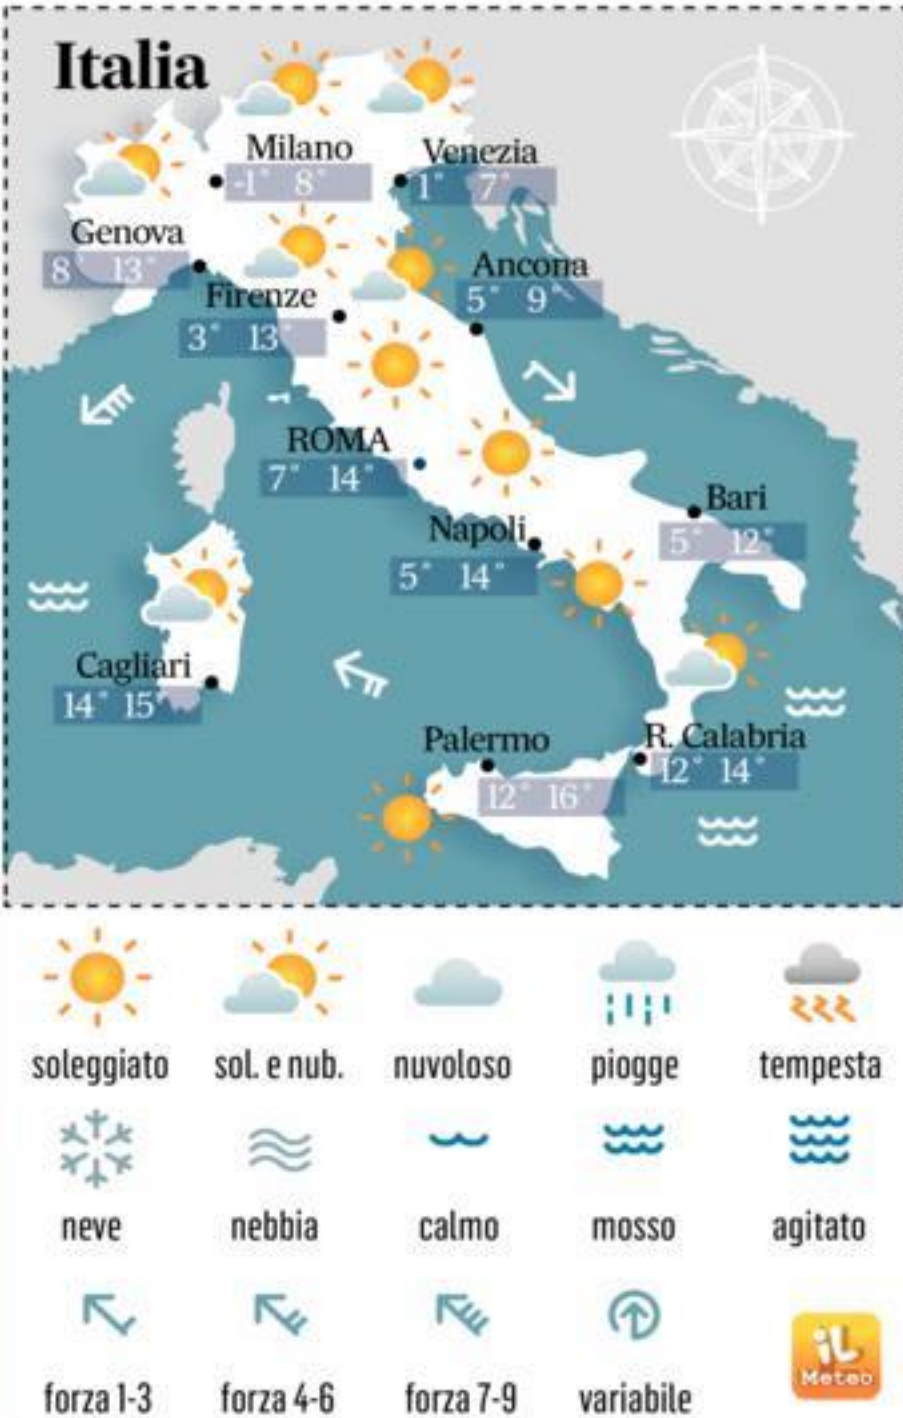 Italia
Milano
-1° 8°
Venezia
1° 7°
Genova
8° 13°
Ancona
5° 9°
Firenze
3° 13°
ROMA
7° 14°
Bari
5° 12°
Napoli
5° 14°
Cagliari
14° 15°
Palermo
12° 16°
R. Calabria
12° 14°
soleggiato sol. e nub. nuvoloso piogge tempesta
neve nebbia calmo mosso agitato
iL
Meteo
forza 1-3 forza 4-6 forza 7-9 variabile